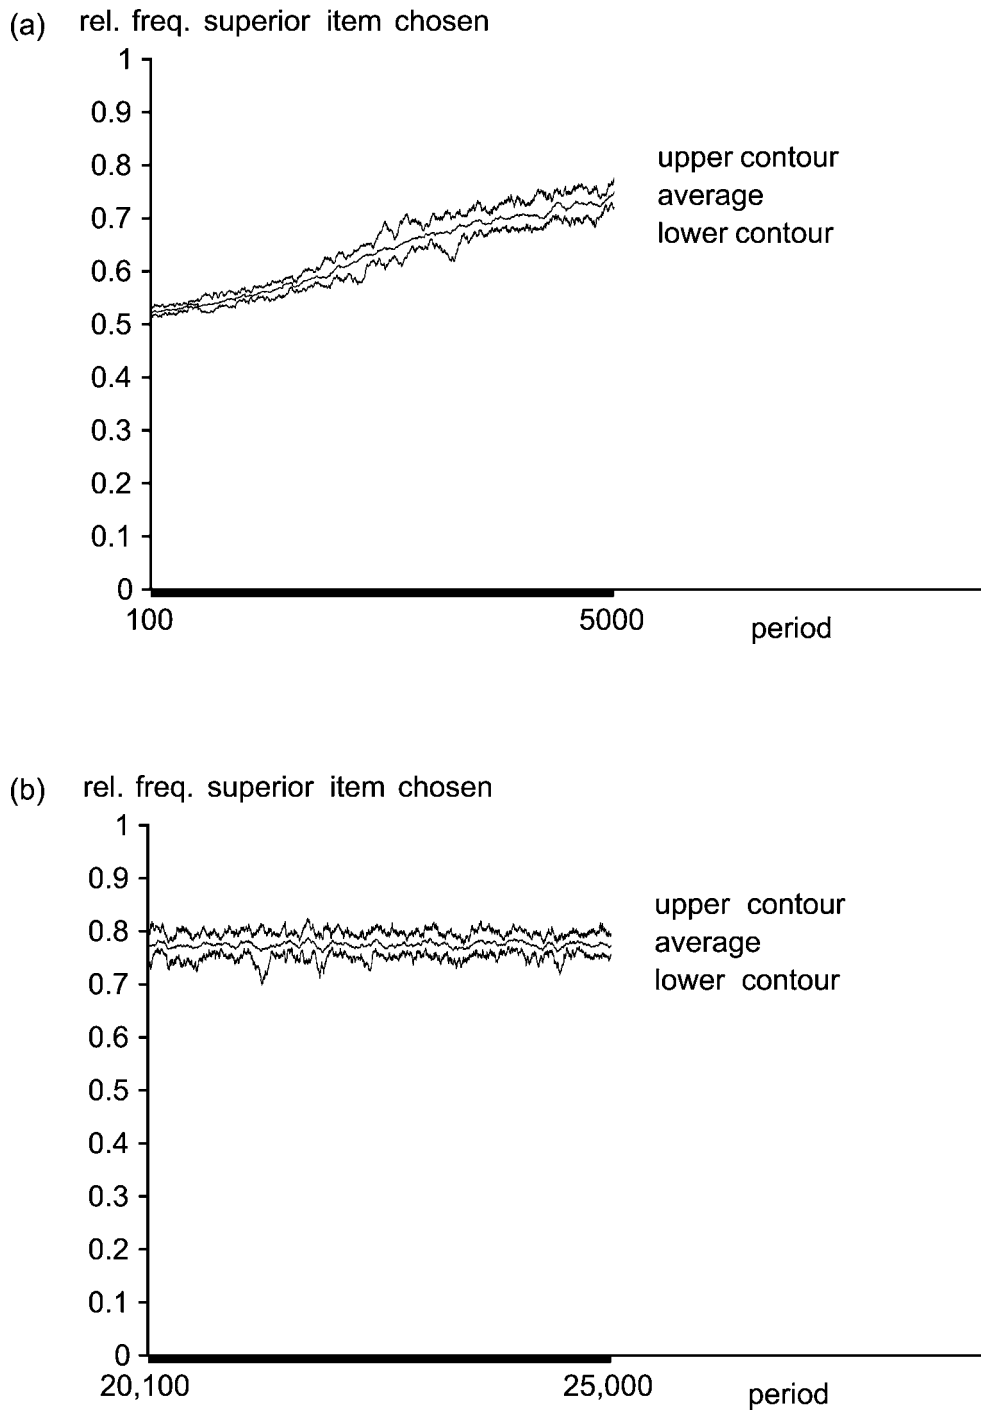 (a) rel. freq. superior item chosen
1
0.9
0.8
0.7
0.6
0.5
0.4
0.3
0.2
0.1
0
upper contour
average
lower contour
100 5000 period
(b) rel. freq. superior item chosen
1
0.9
0.8
0.7
0.6
0.5
0.4
0.3
0.2
0.1
0
upper contour
average
lower contour
20,100 25,000 period